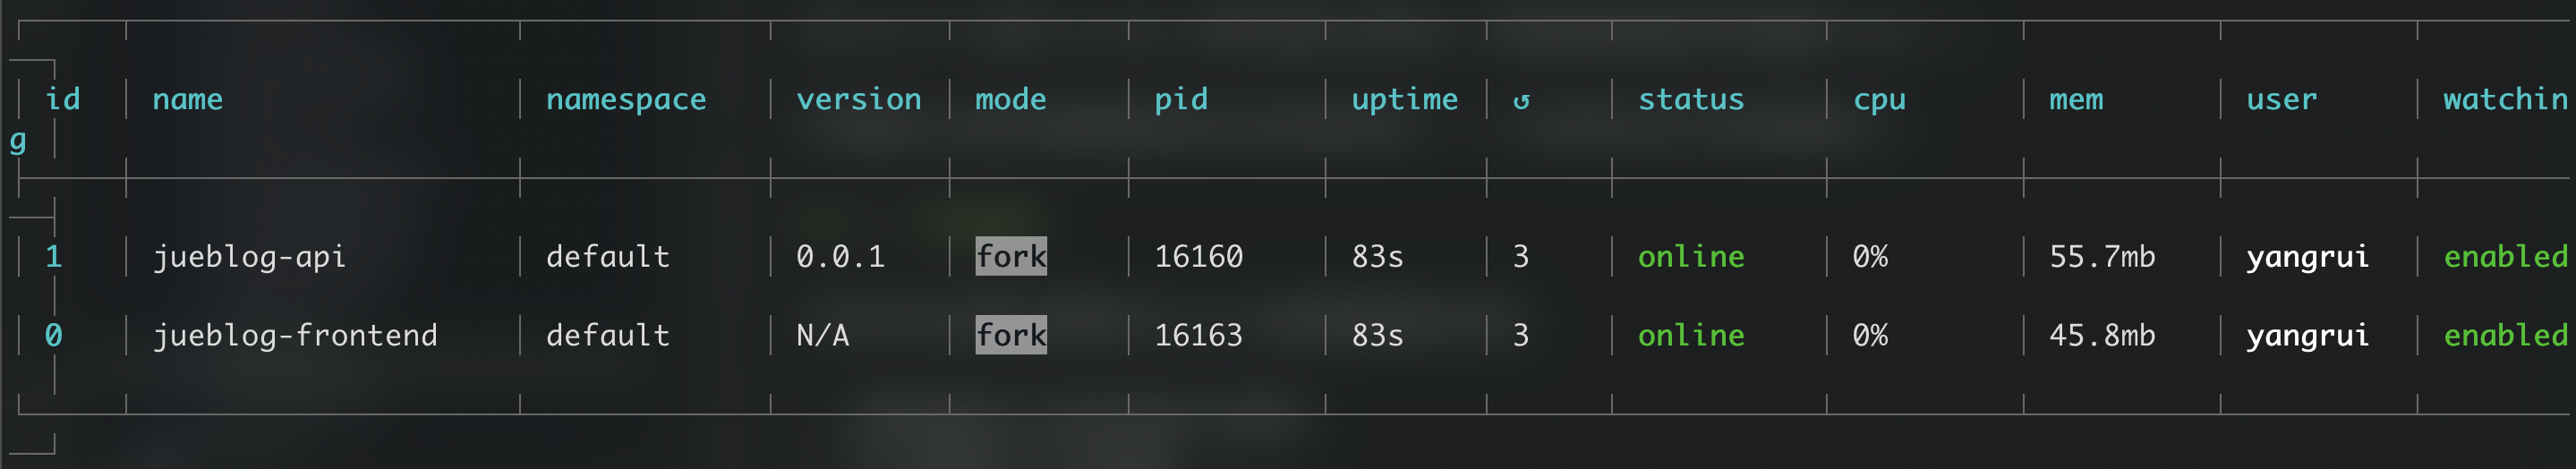 id name namespace version mode pid uptime ↺ status cpu mem user watchin
g
1 jueblog-api default 0.0.1 fork 16160 83s 3 online 0% 55.7mb yangrui enabled
0 jueblog-frontend default N/A fork 16163 83s 3 online 0% 45.8mb yangrui enabled